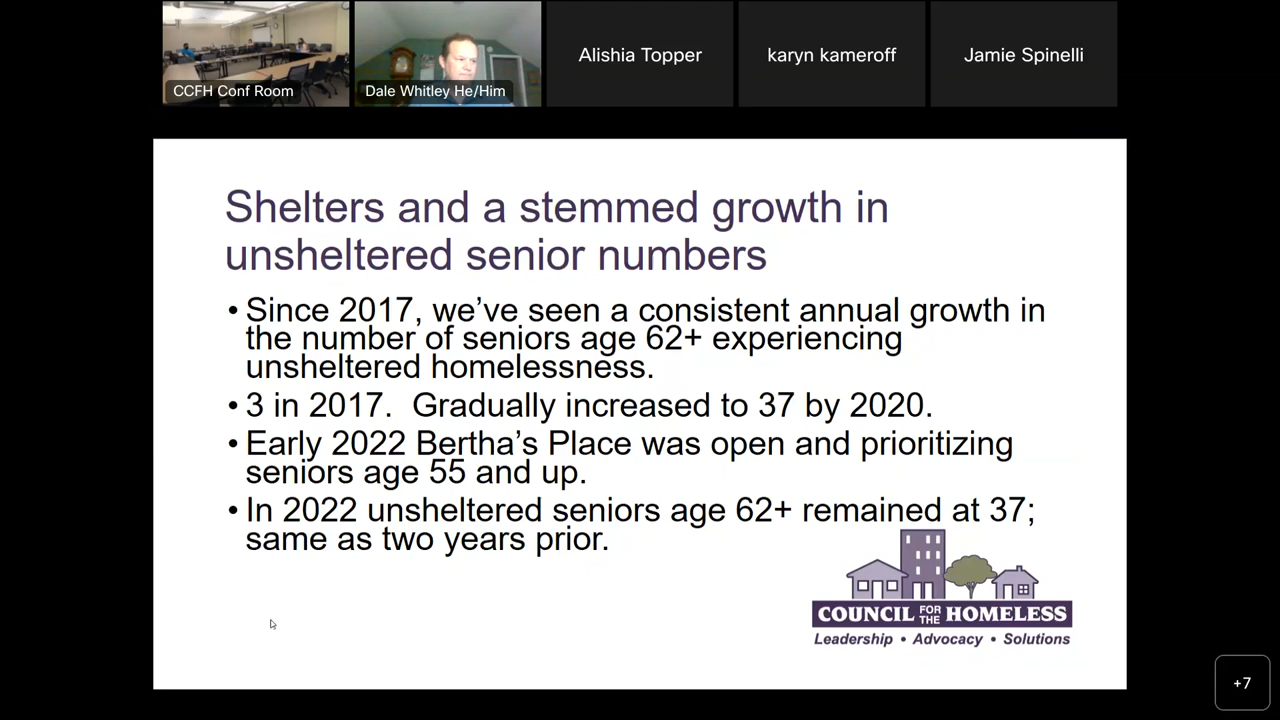 CCFH Conf Room
Dale Whitley He/Him
Alishia Topper
karyn kameroff
Jamie Spinelli
Shelters and a stemmed growth in
unsheltered senior numbers
• Since 2017, we've seen a consistent annual growth in
the number of seniors age 62+ experiencing
unsheltered homelessness.
• 3 in 2017.  Gradually increased to 37 by 2020.
• Early 2022 Bertha's Place was open and prioritizing
seniors age 55 and up.
• In 2022 unsheltered seniors age 62+ remained at 37;
same as two years prior.
COUNCIL FOR THE HOMELESS
Leadership • Advocacy • Solutions
+7